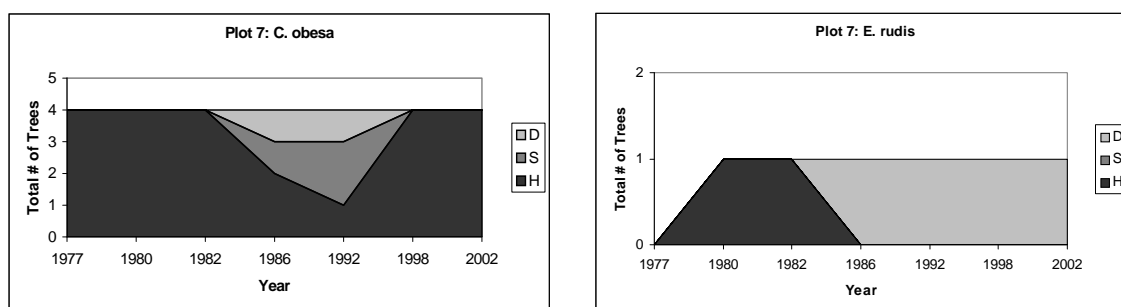 Plot 7: C. obesa
Total # of Trees
5
4
3
2
1
0
1977 1980 1982 1986 1992 1998 2002
Year
D
S
H
Plot 7: E. rudis
Total # of Trees
2
1
0
1977 1980 1982 1986 1992 1998 2002
Year
D
S
H